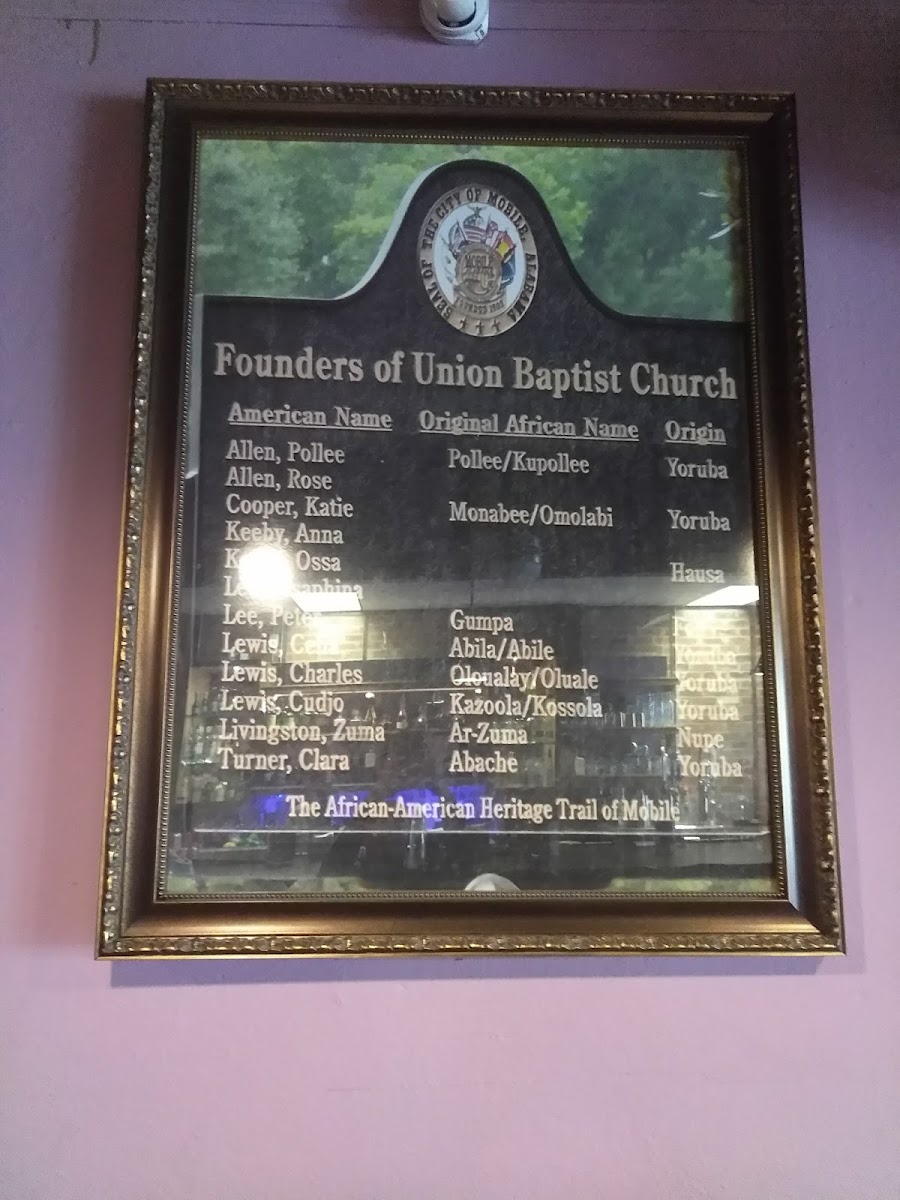 SEAL OF THE CITY OF MOBILE, ALABAMA
MOBILE
Founders of Union Baptist Church
American Name Original African Name Origin
Allen, Pollee Pollee/Kupollee Yoruba
Allen, Rose
Cooper, Katie Monabee/Omolabi Yoruba
Keeby, Anna
Ossa Hausa
Lee, Peter Gumpa
Lewis, Abila/Abile
Lewis, Charles Oloualay/Oluale Yoruba
Lewis, Cudjo Kazoola/Kossola Yoruba
Livingston, Zuma Ar-Zuma Nupe
Turner, Clara Abache Yoruba
The African-American Heritage Trail of Mobile